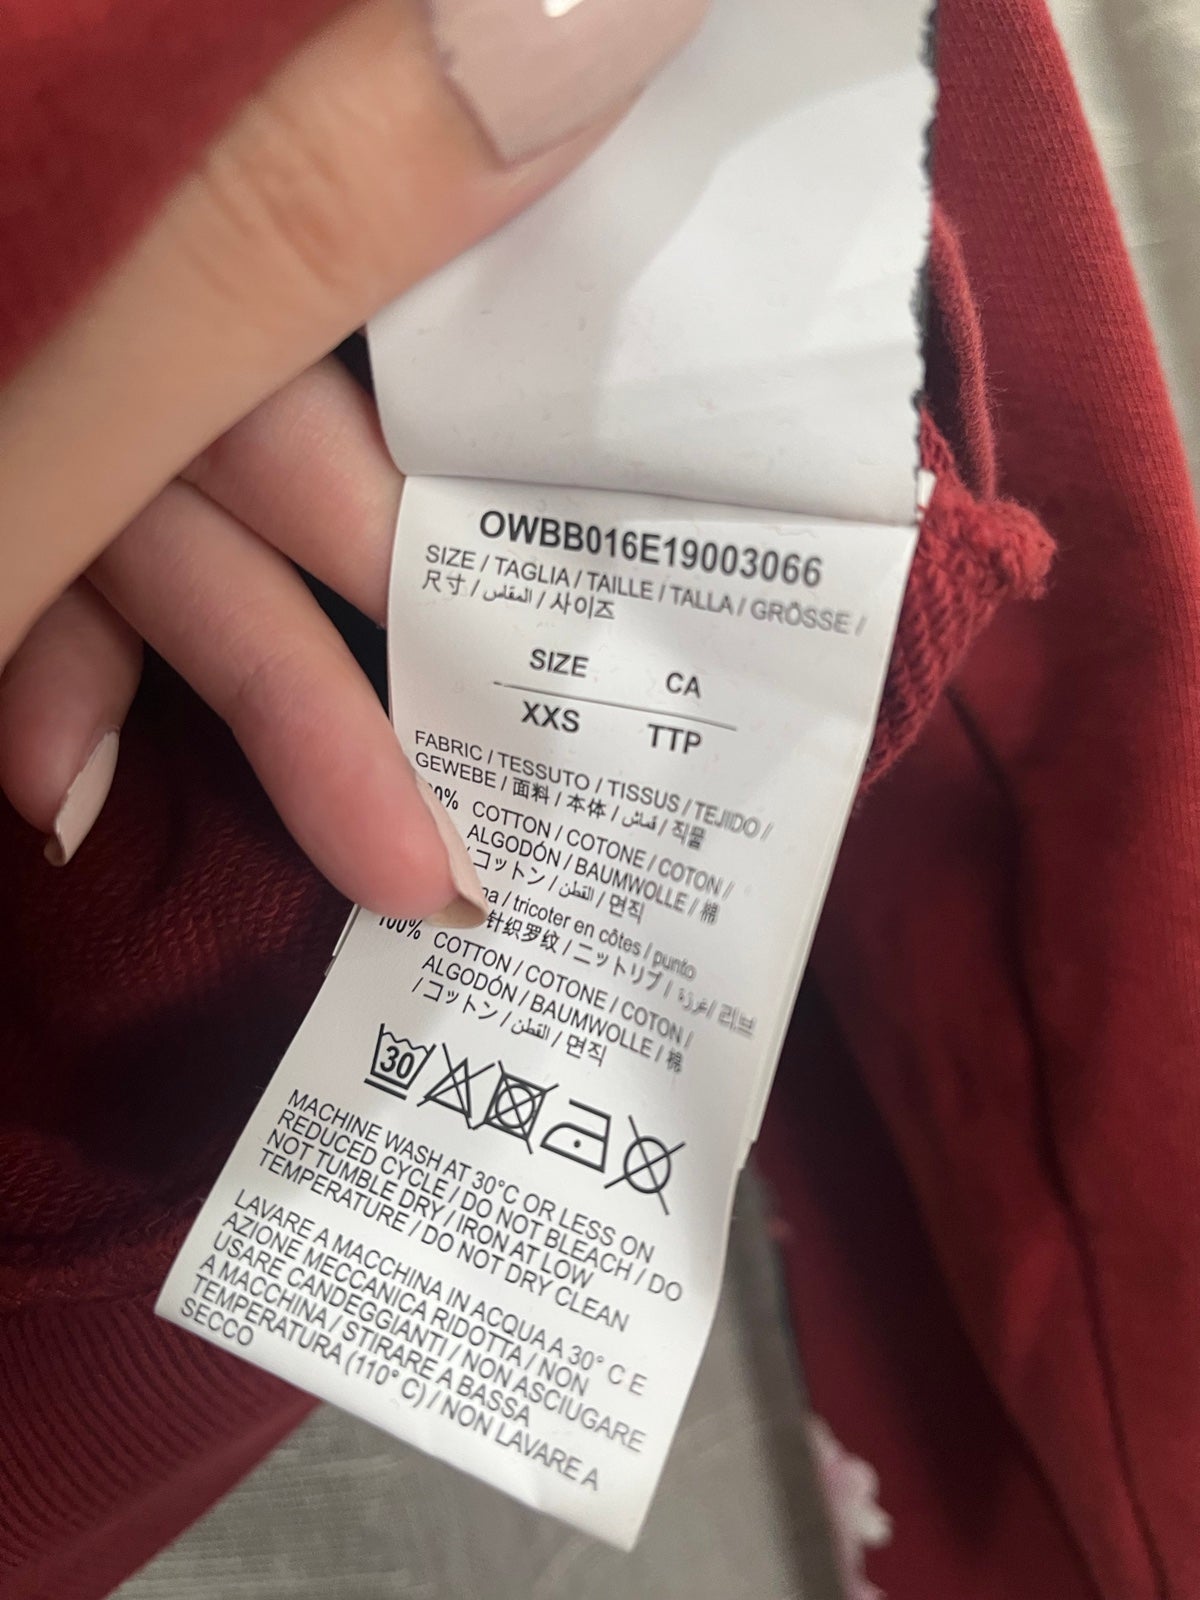 OWBB016E19003066
SIZE / TAGLIA / TAILLE / TALLA / GRÖSSE /
尺寸 / المقاس / 사이즈
SIZE CA
XXS TTP
FABRIC / TESSUTO / TISSUS / TEJIDO /
GEWEBE / 面料 / 本体 / قماش / 직물
COTTON / COTONE / COTON /
ALGODÓN / BAUMWOLLE / 棉
/ コットン / القطن / 면직
/ tricoter en côtes / punto
针织罗纹 / ニットリブ / / 리브
100% COTTON / COTONE / COTON /
ALGODÓN / BAUMWOLLE / 棉
/ コットン / القطن / 면직
30
MACHINE WASH AT 30°C OR LESS ON
REDUCED CYCLE / DO NOT BLEACH / DO
NOT TUMBLE DRY / IRON AT LOW
TEMPERATURE / DO NOT DRY CLEAN
LAVARE A MACCHINA IN ACQUA A 30° C E
AZIONE MECCANICA RIDOTTA / NON
USARE CANDEGGIANTI / NON ASCIUGARE
A MACCHINA / STIRARE A BASSA
TEMPERATURA (110° C) / NON LAVARE A
SECCO